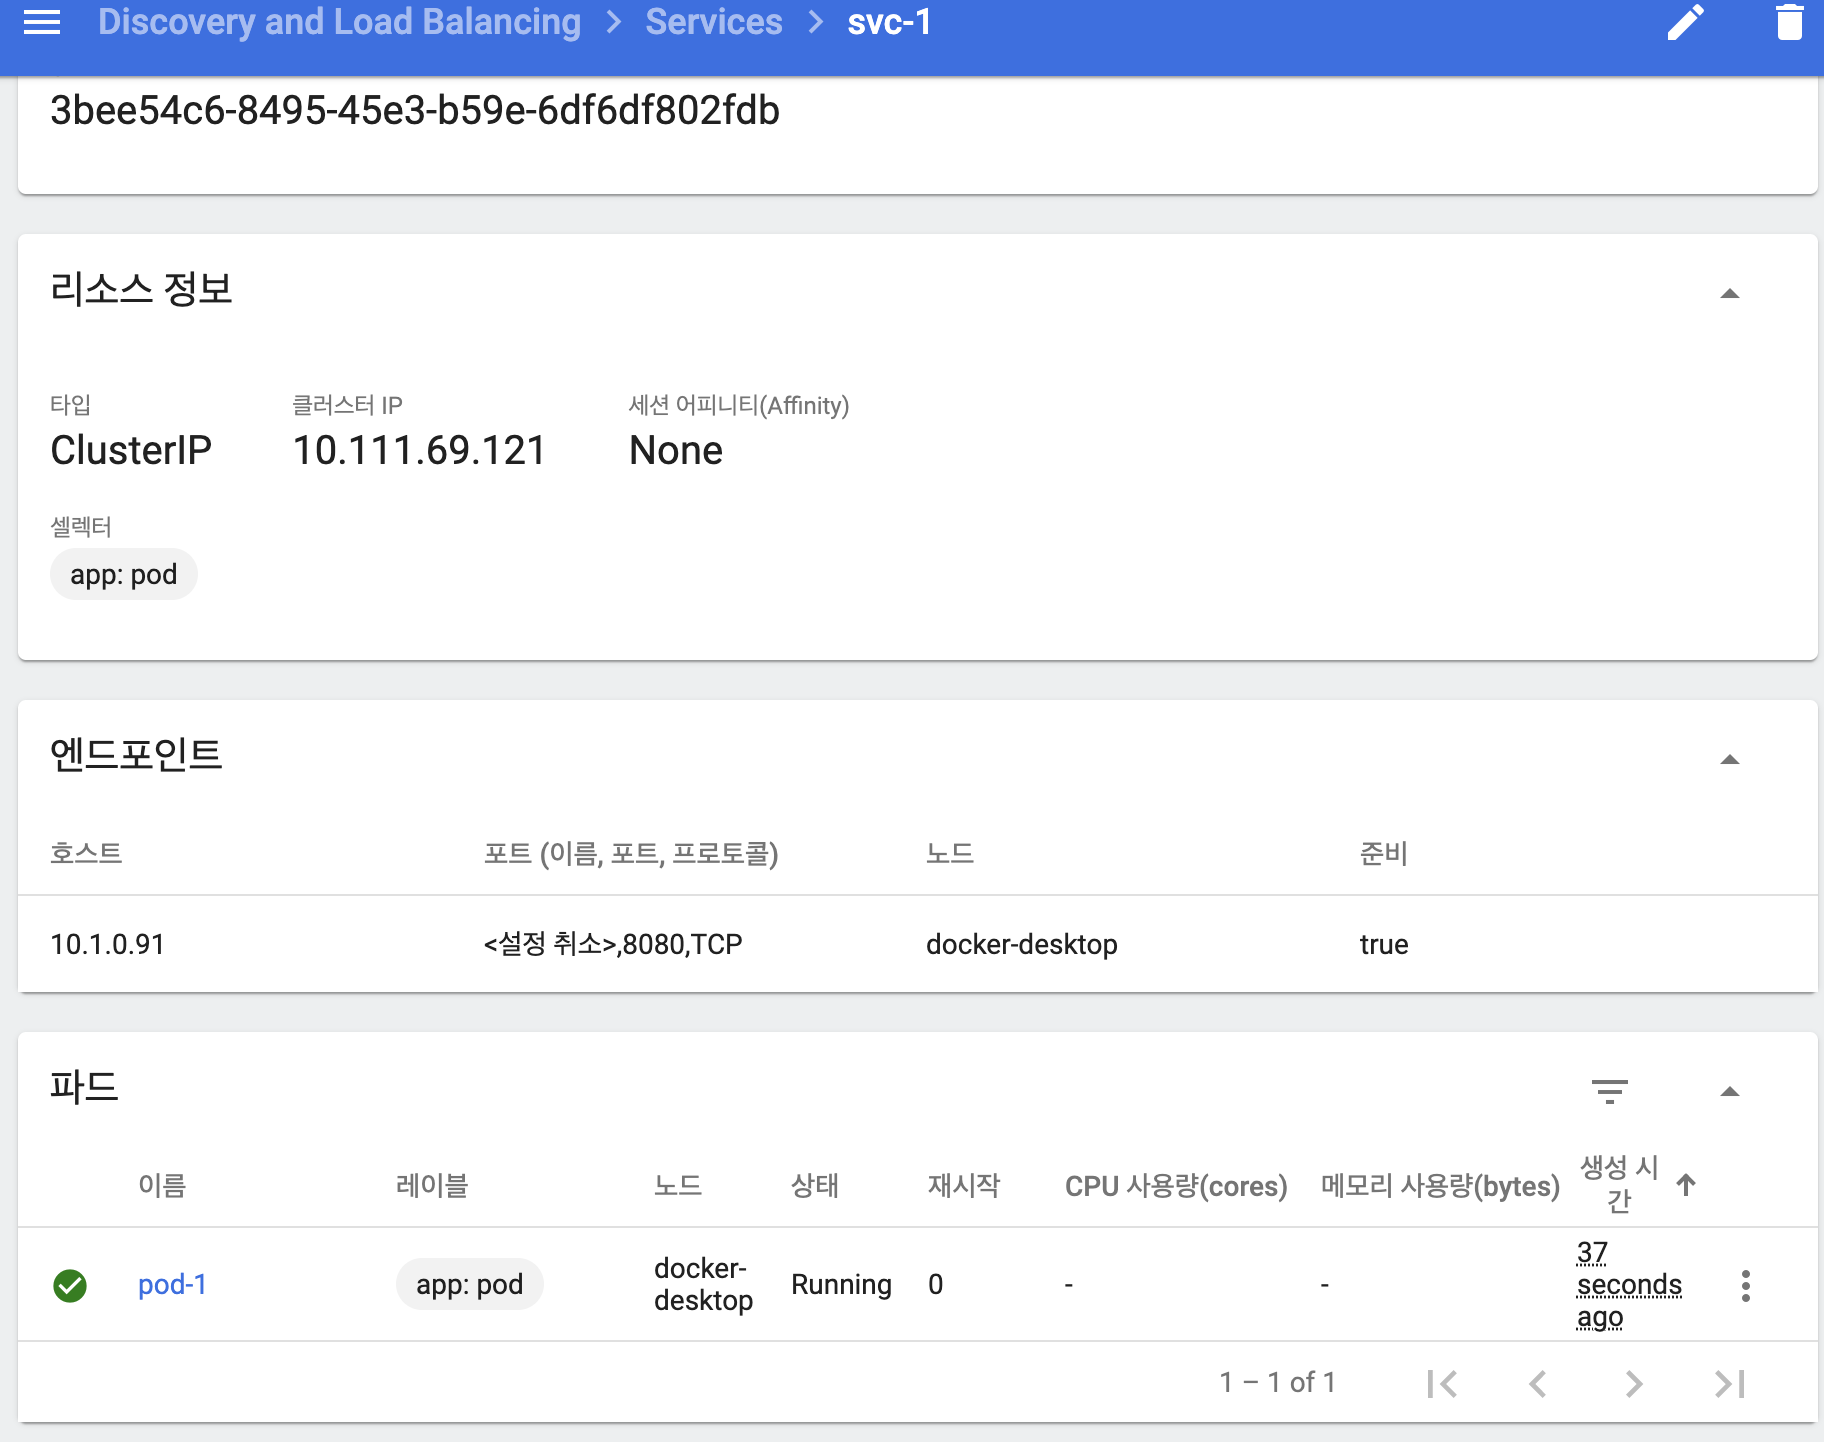 Discovery and Load Balancing > Services > svc-1
3bee54c6-8495-45e3-b59e-6df6df802fdb
리소스 정보
타입 클러스터 IP 세션 어피니티(Affinity)
ClusterIP 10.111.69.121 None
셀렉터
app: pod
엔드포인트
호스트 포트 (이름, 포트, 프로토콜) 노드 준비
10.1.0.91 <설정 취소>,8080,TCP docker-desktop true
파드
이름 레이블 노드 상태 재시작 CPU 사용량(cores) 메모리 사용량(bytes) 생성 시
간
pod-1 app: pod docker-
desktop Running 0 - - 37
seconds
ago
1 – 1 of 1